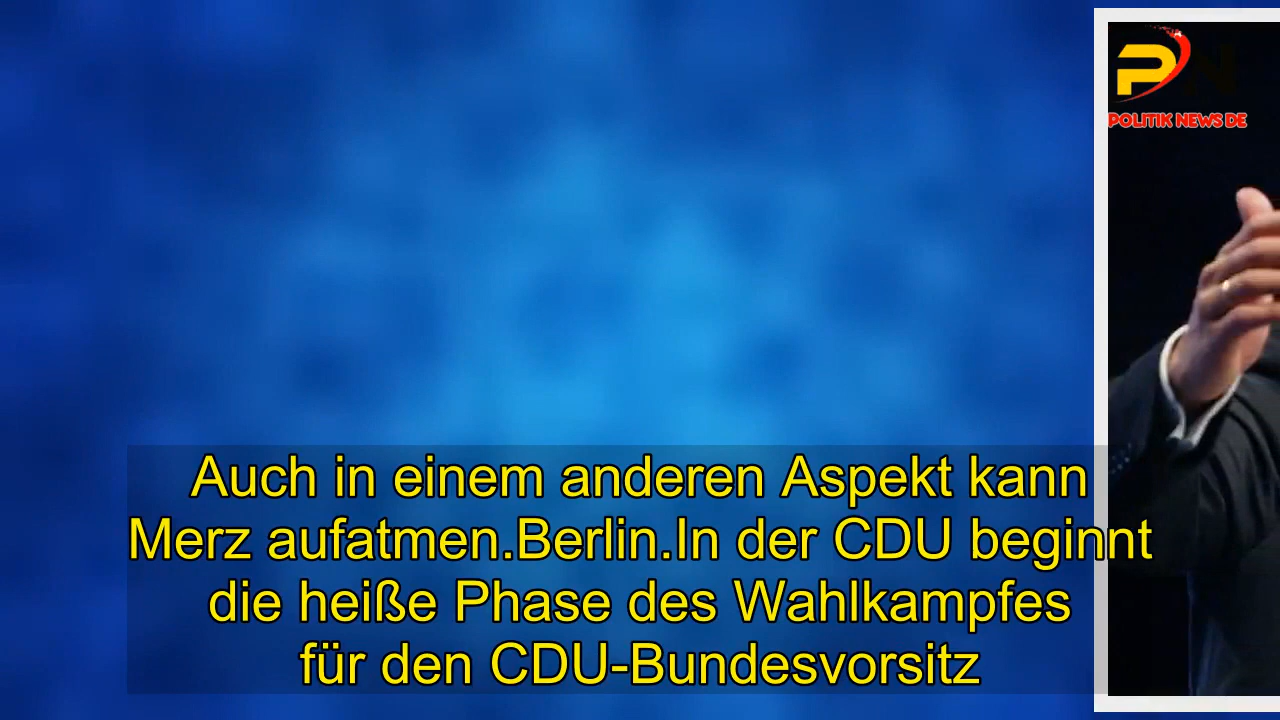 PN
POLITIK NEWS DE
Auch in einem anderen Aspekt kann
Merz aufatmen.Berlin.In der CDU beginnt
die heiße Phase des Wahlkampfes
für den CDU-Bundesvorsitz